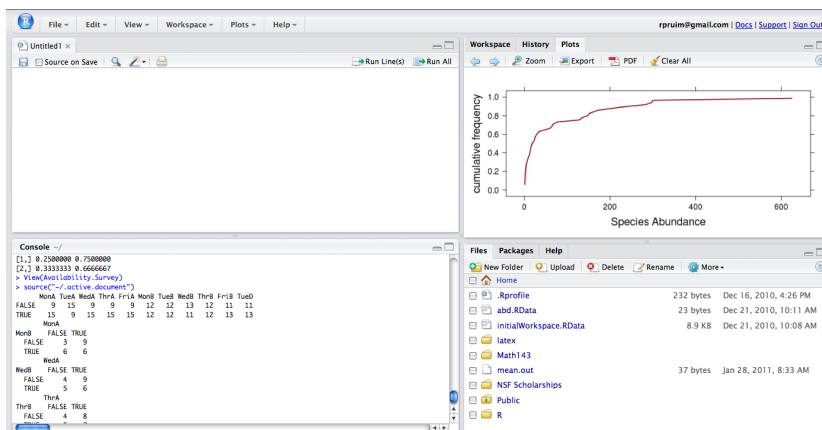 R File Edit View Workspace Plots Help rpruim@gmail.com | Docs | Support | Sign Out
Untitled1 ×
Source on Save Run Line(s) Run All
Console ~/
[1,] 0.2500000 0.7500000
[2,] 0.3333333 0.6666667
> View(Availability.Survey)
> source("~/.active.document")
MonA TueA WedA ThrA FriA MonB TueB WedB ThrB FriB TueD
FALSE 9 15 9 9 9 12 12 13 12 11 11
TRUE 15 9 15 15 15 12 12 11 12 13 13
MonA
MonB FALSE TRUE
FALSE 3 9
TRUE 6 6
WedA
WedB FALSE TRUE
FALSE 4 9
TRUE 5 6
ThrA
ThrB FALSE TRUE
FALSE 4 8
Workspace History Plots
Zoom Export PDF Clear All
cumulative frequency
1.0
0.8
0.6
0.4
0.2
0.0
0 200 400 600
Species Abundance
Files Packages Help
New Folder Upload Delete Rename More
Home
.Rprofile 232 bytes Dec 16, 2010, 4:26 PM
abd.RData 23 bytes Dec 21, 2010, 10:11 AM
initialWorkspace.RData 8.9 KB Dec 21, 2010, 10:08 AM
latex
Math143
mean.out 37 bytes Jan 28, 2011, 8:33 AM
NSF Scholarships
Public
R